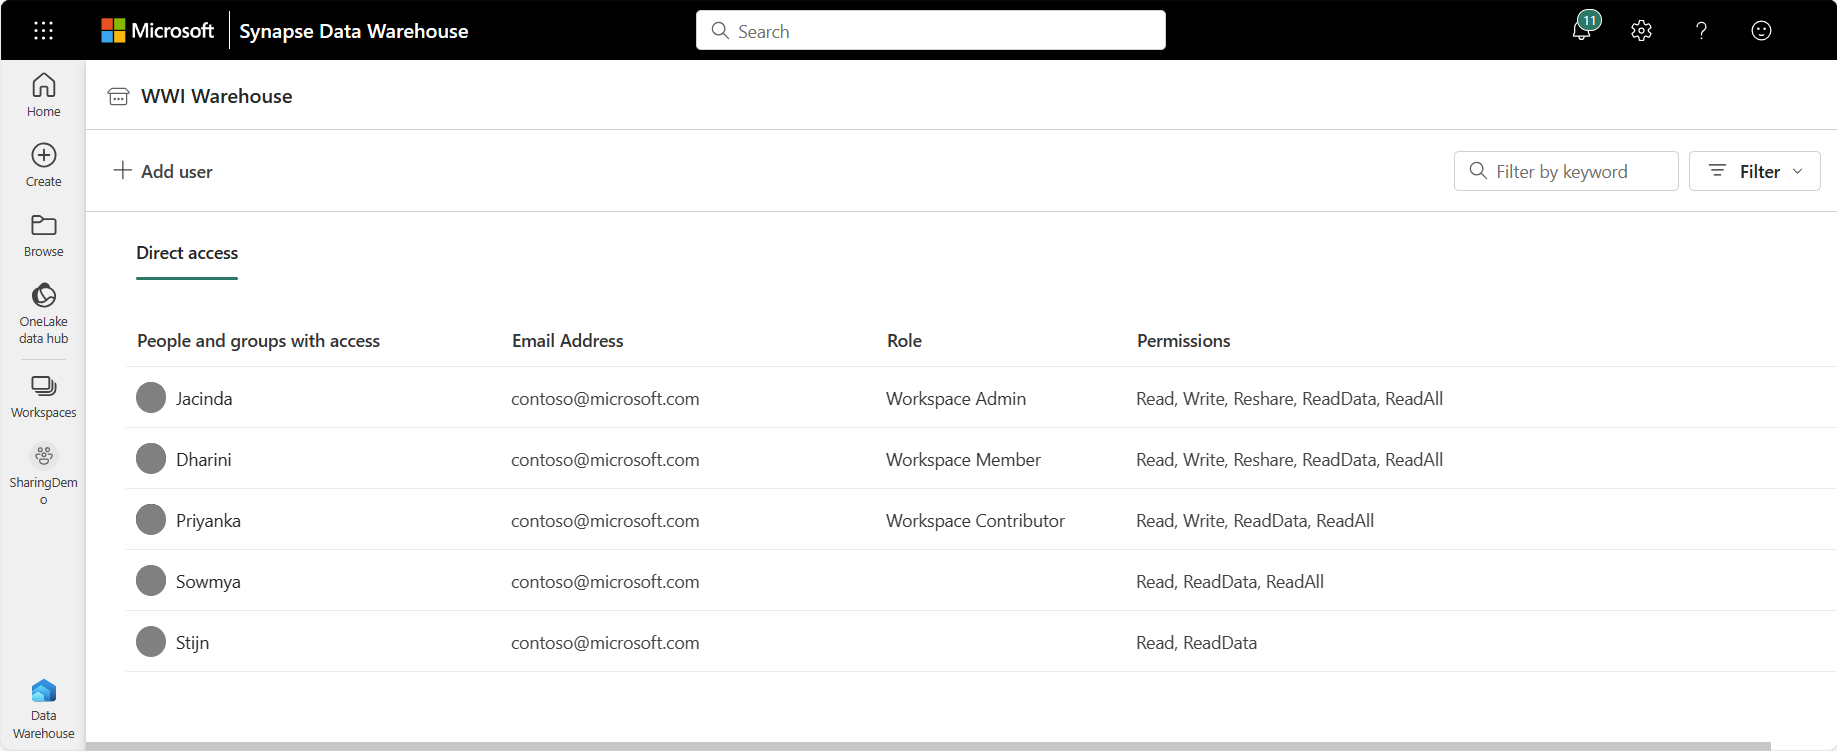 Microsoft
Synapse Data Warehouse
Search
11
Home
Create
Browse
OneLake
data hub
Workspaces
SharingDem
o
Data
Warehouse
WWI Warehouse
Add user
Filter by keyword
Filter
Direct access
People and groups with access Email Address Role Permissions
Jacinda contoso@microsoft.com Workspace Admin Read, Write, Reshare, ReadData, ReadAll
Dharini contoso@microsoft.com Workspace Member Read, Write, Reshare, ReadData, ReadAll
Priyanka contoso@microsoft.com Workspace Contributor Read, Write, ReadData, ReadAll
Sowmya contoso@microsoft.com Read, ReadData, ReadAll
Stijn contoso@microsoft.com Read, ReadData